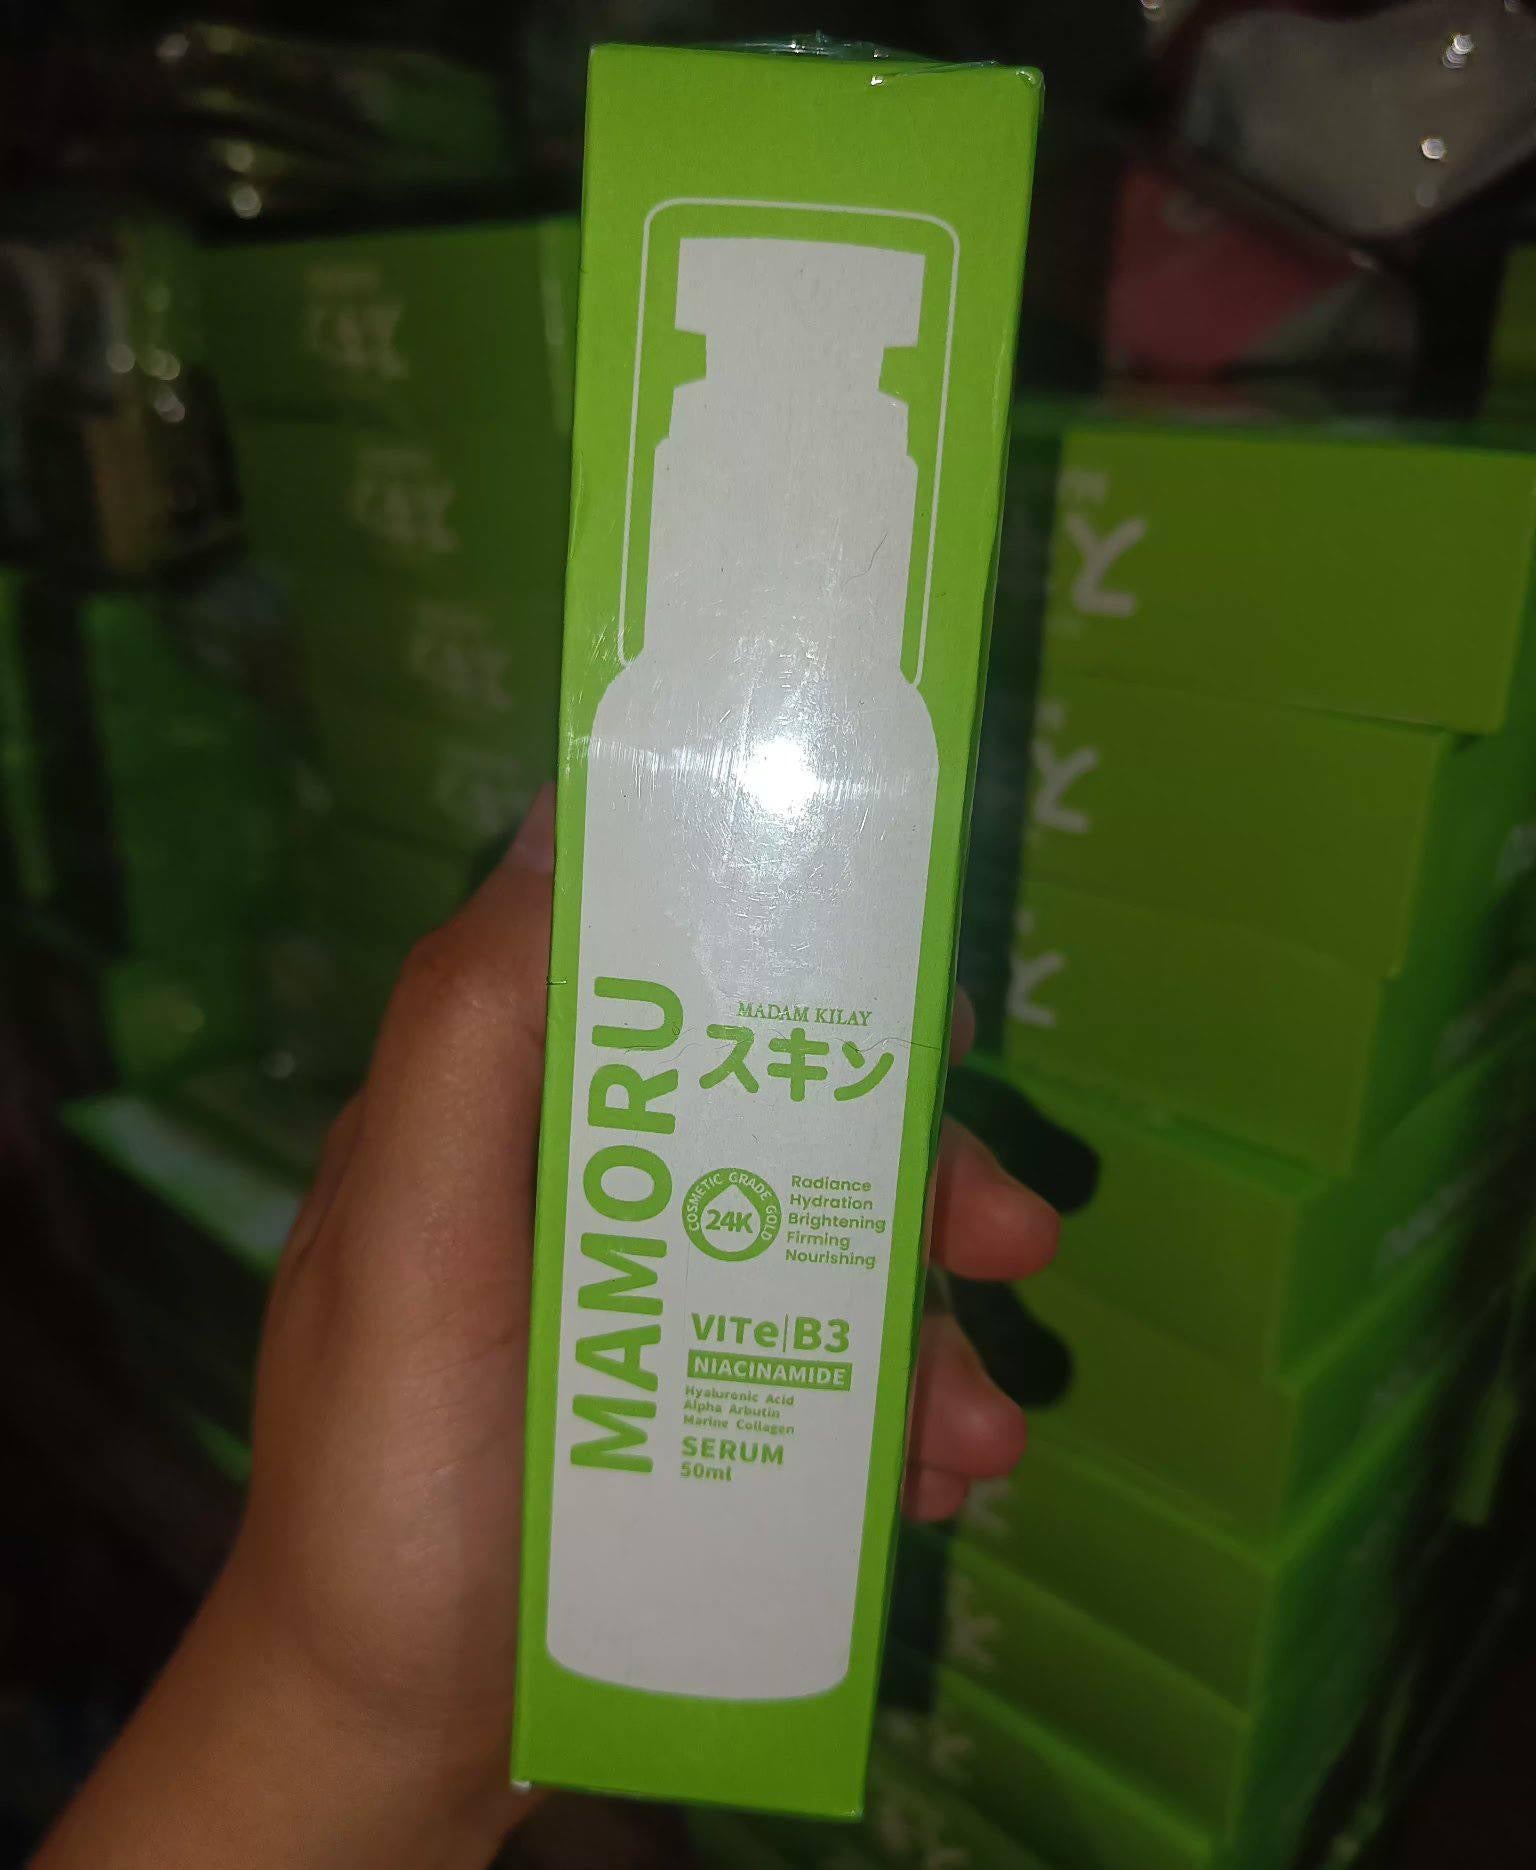 MAMORU
MADAM KILAY
スキン
COSMETIC GRADE GOLD
24K
Radiance
Hydration
Brightening
Firming
Nourishing
VITe|B3
NIACINAMIDE
Hyaluronic Acid
Alpha Arbutin
Marine Collagen
SERUM
50ml